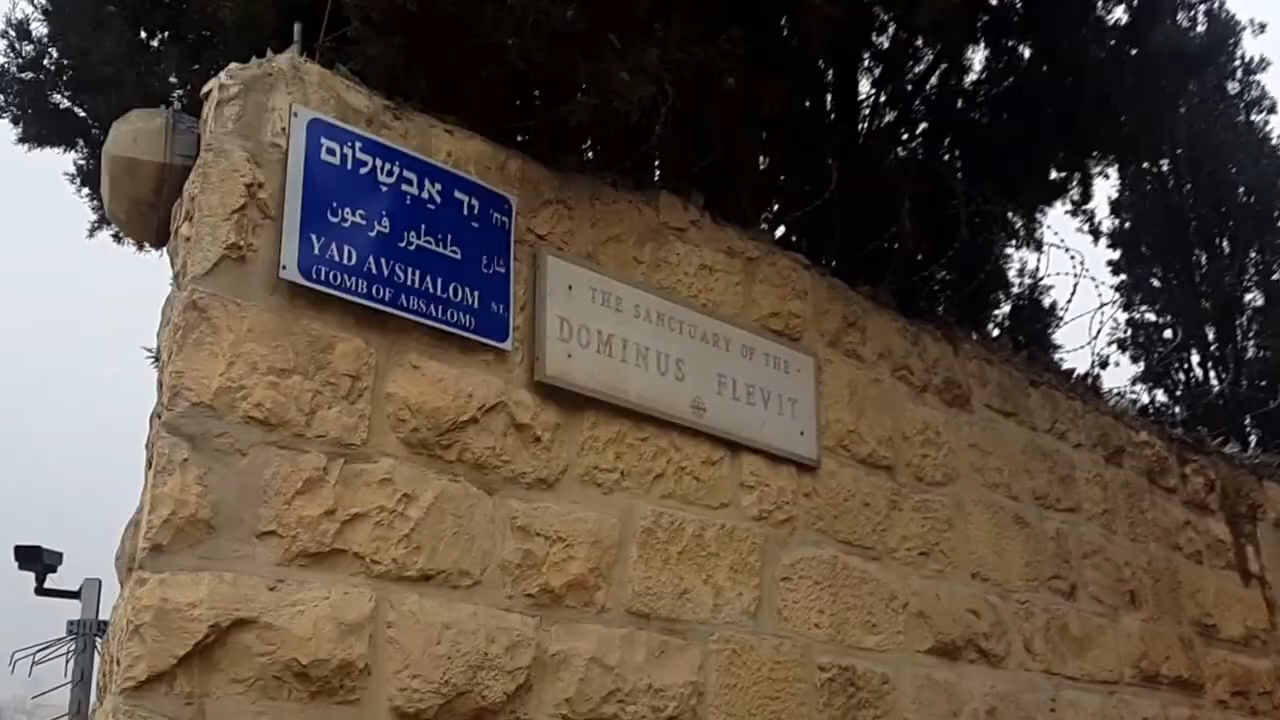 רח' יַד אַבְשָׁלוֹם
شارع طنطور فرعون
YAD AVSHALOM ST.
(TOMB OF ABSALOM)
THE SANCTUARY OF THE
DOMINUS FLEVIT